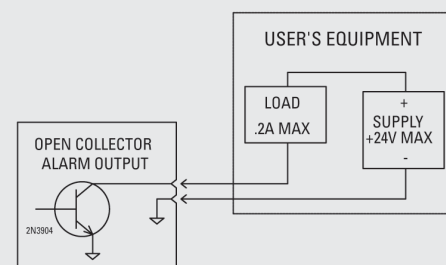 USER'S EQUIPMENT
LOAD
.2A MAX
+
SUPPLY
+24V MAX
-
OPEN COLLECTOR
ALARM OUTPUT
2N3904